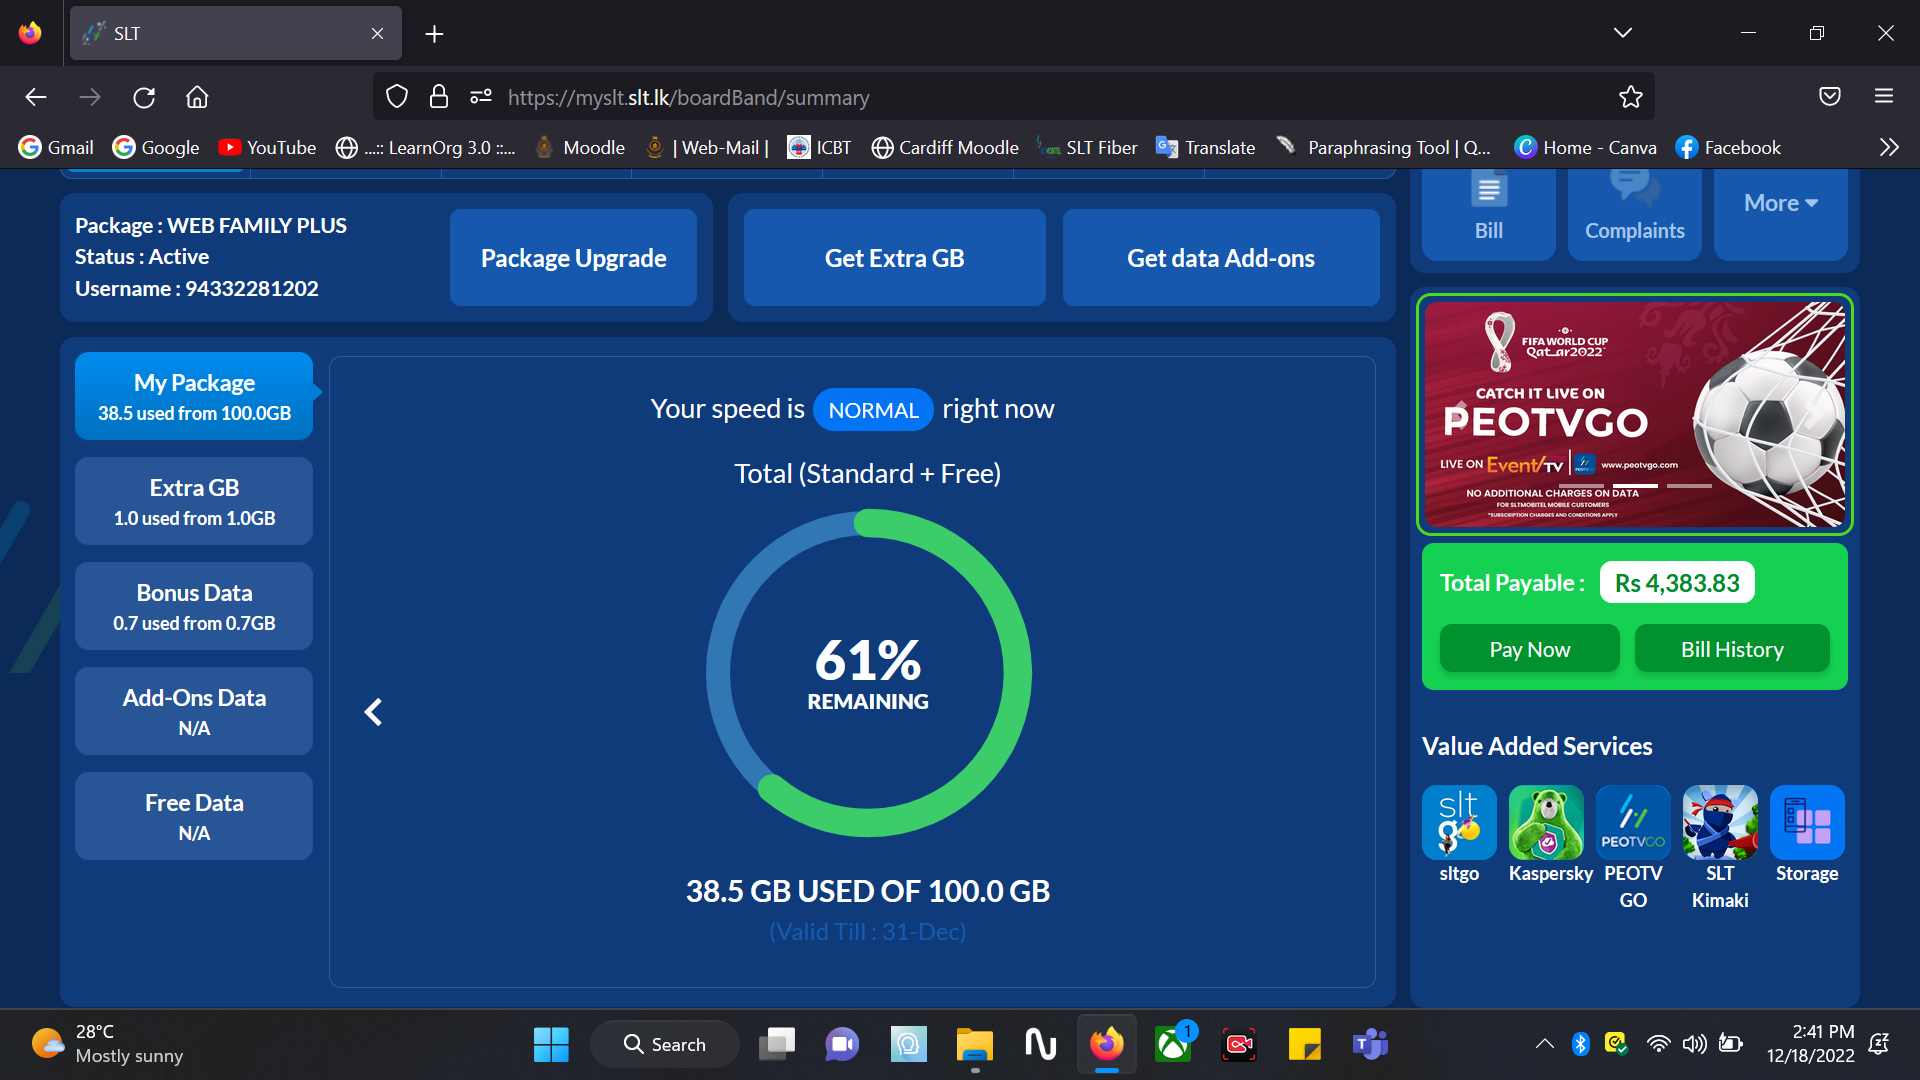 SLT
https://myslt.slt.lk/boardBand/summary
Gmail
Google
YouTube
...:: LearnOrg 3.0 ::...
Moodle
| Web-Mail |
ICBT
Cardiff Moodle
SLT Fiber
Translate
Paraphrasing Tool | Q...
Home - Canva
Facebook
Package : WEB FAMILY PLUS
Status : Active
Username : 94332281202
Package Upgrade
Get Extra GB
Get data Add-ons
Bill
Complaints
More
My Package
38.5 used from 100.0GB
Extra GB
1.0 used from 1.0GB
Bonus Data
0.7 used from 0.7GB
Add-Ons Data
N/A
Free Data
N/A
Your speed is NORMAL right now
Total (Standard + Free)
61%
REMAINING
38.5 GB USED OF 100.0 GB
(Valid Till : 31-Dec)
FIFA WORLD CUP
Qatar2022
CATCH IT LIVE ON
PEOTVGO
LIVE ON Event/TV www.peotvgo.com
NO ADDITIONAL CHARGES ON DATA
FOR SLTMOBITEL MOBILE CUSTOMERS
*SUBSCRIPTION CHARGES AND CONDITIONS APPLY
Total Payable : Rs 4,383.83
Pay Now
Bill History
Value Added Services
slt
go
PEOTVGO
sltgo
Kaspersky
PEOTV
GO
SLT
Kimaki
Storage
28°C
Mostly sunny
Search
1
2:41 PM
12/18/2022